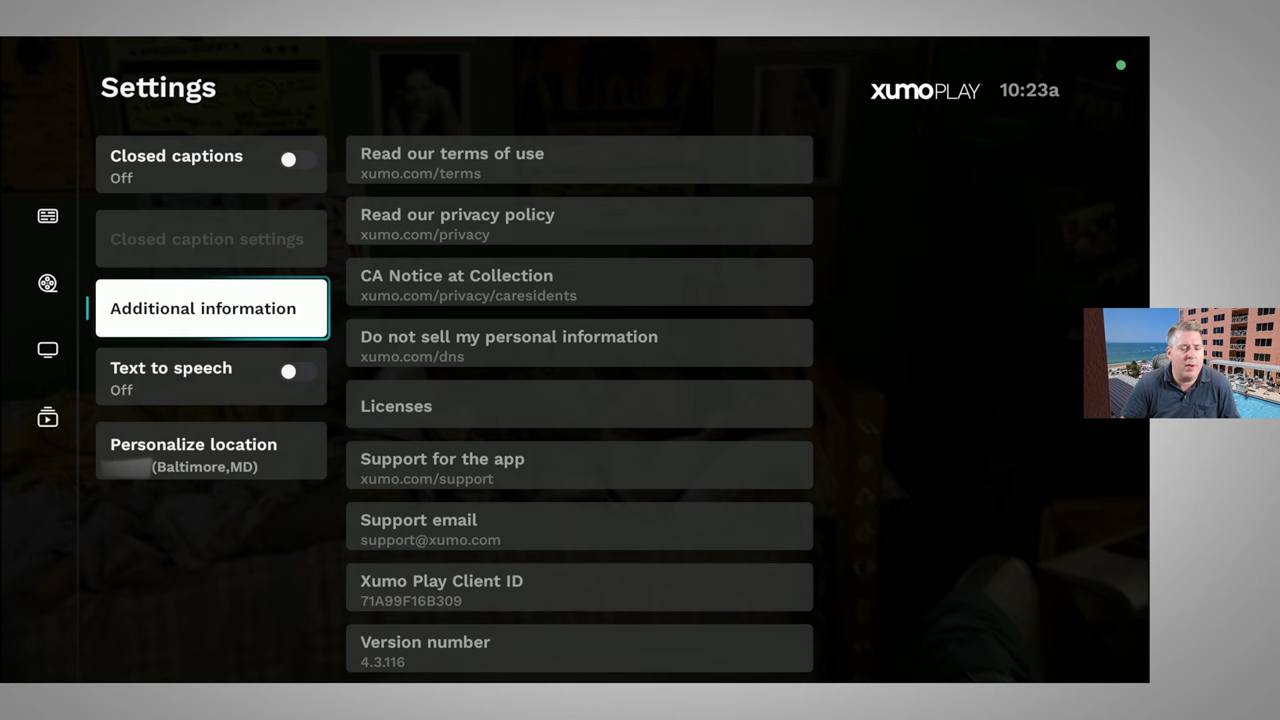 Settings
xumo PLAY 10:23a
Closed captions
Off
Closed caption settings
Additional information
Text to speech
Off
Personalize location
(Baltimore,MD)
Read our terms of use
xumo.com/terms
Read our privacy policy
xumo.com/privacy
CA Notice at Collection
xumo.com/privacy/caresidents
Do not sell my personal information
xumo.com/dns
Licenses
Support for the app
xumo.com/support
Support email
support@xumo.com
Xumo Play Client ID
71A99F16B309
Version number
4.3.116